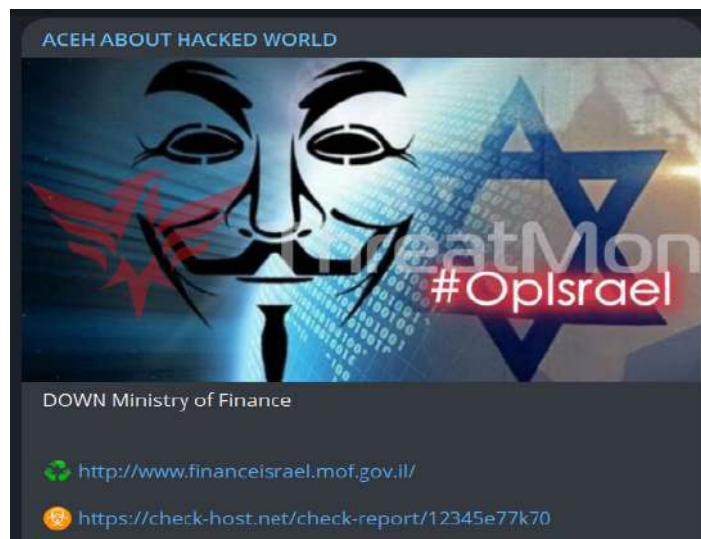 ACEH ABOUT HACKED WORLD
ThreatMon
#OpIsrael
DOWN Ministry of Finance
http://www.financeisrael.mof.gov.il/
https://check-host.net/check-report/12345e77k70